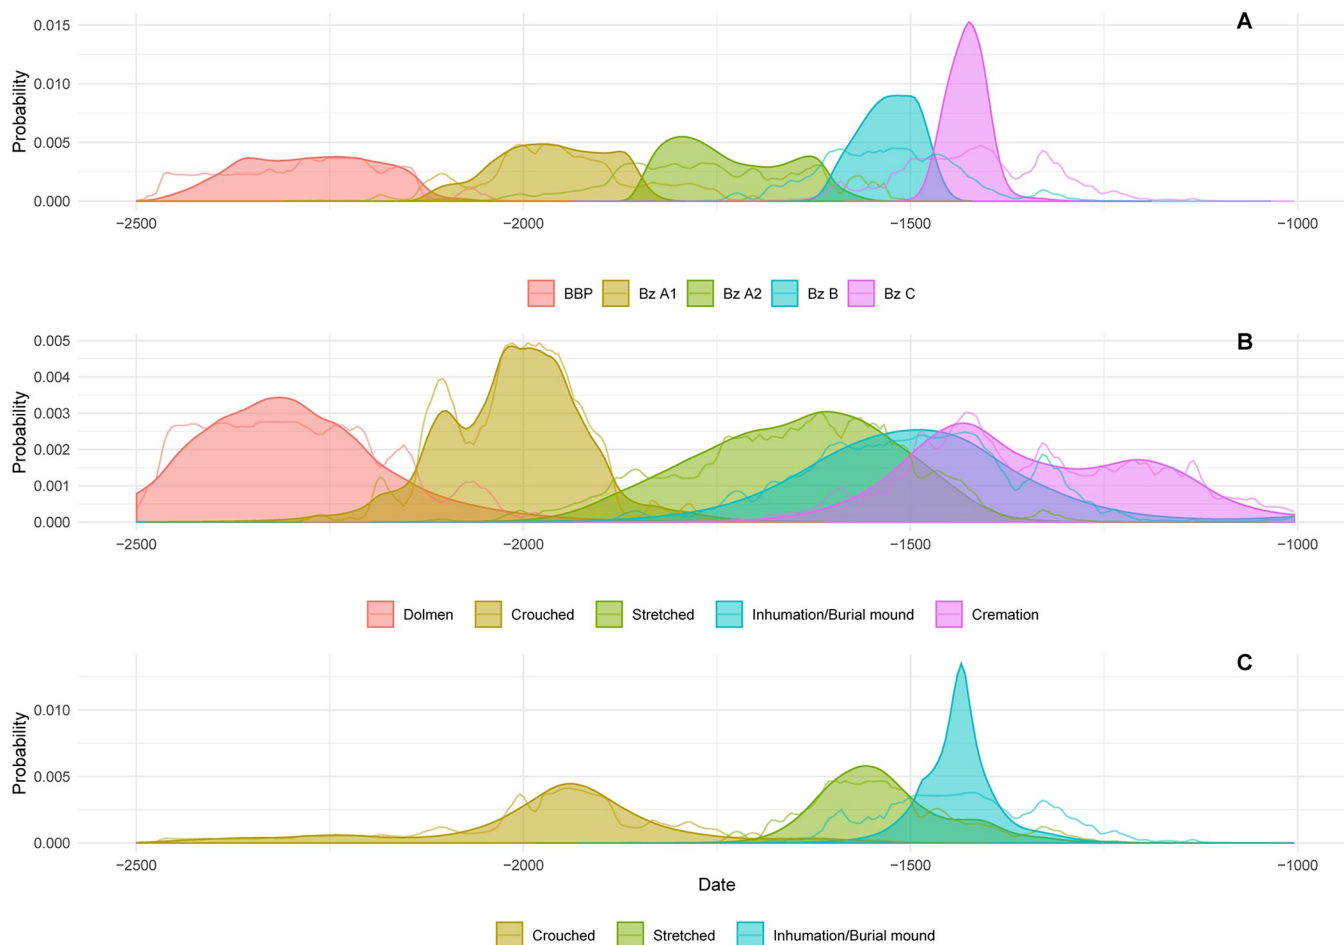 A
Probability
0.015
0.010
0.005
0.000
−2500 −2000 −1500 −1000
BBP Bz A1 Bz A2 Bz B Bz C
B
Probability
0.005
0.004
0.003
0.002
0.001
0.000
−2500 −2000 −1500 −1000
Dolmen Crouched Stretched Inhumation/Burial mound Cremation
C
Probability
0.010
0.005
0.000
−2500 −2000 −1500 −1000
Date
Crouched Stretched Inhumation/Burial mound